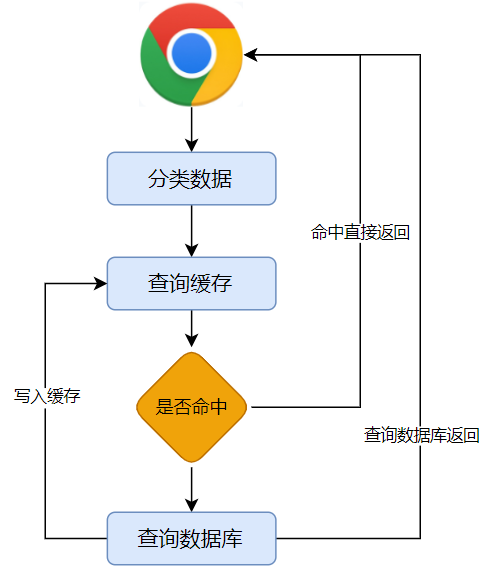 分类数据
命中直接返回
查询缓存
写入缓存
是否命中
查询数据库返回
查询数据库